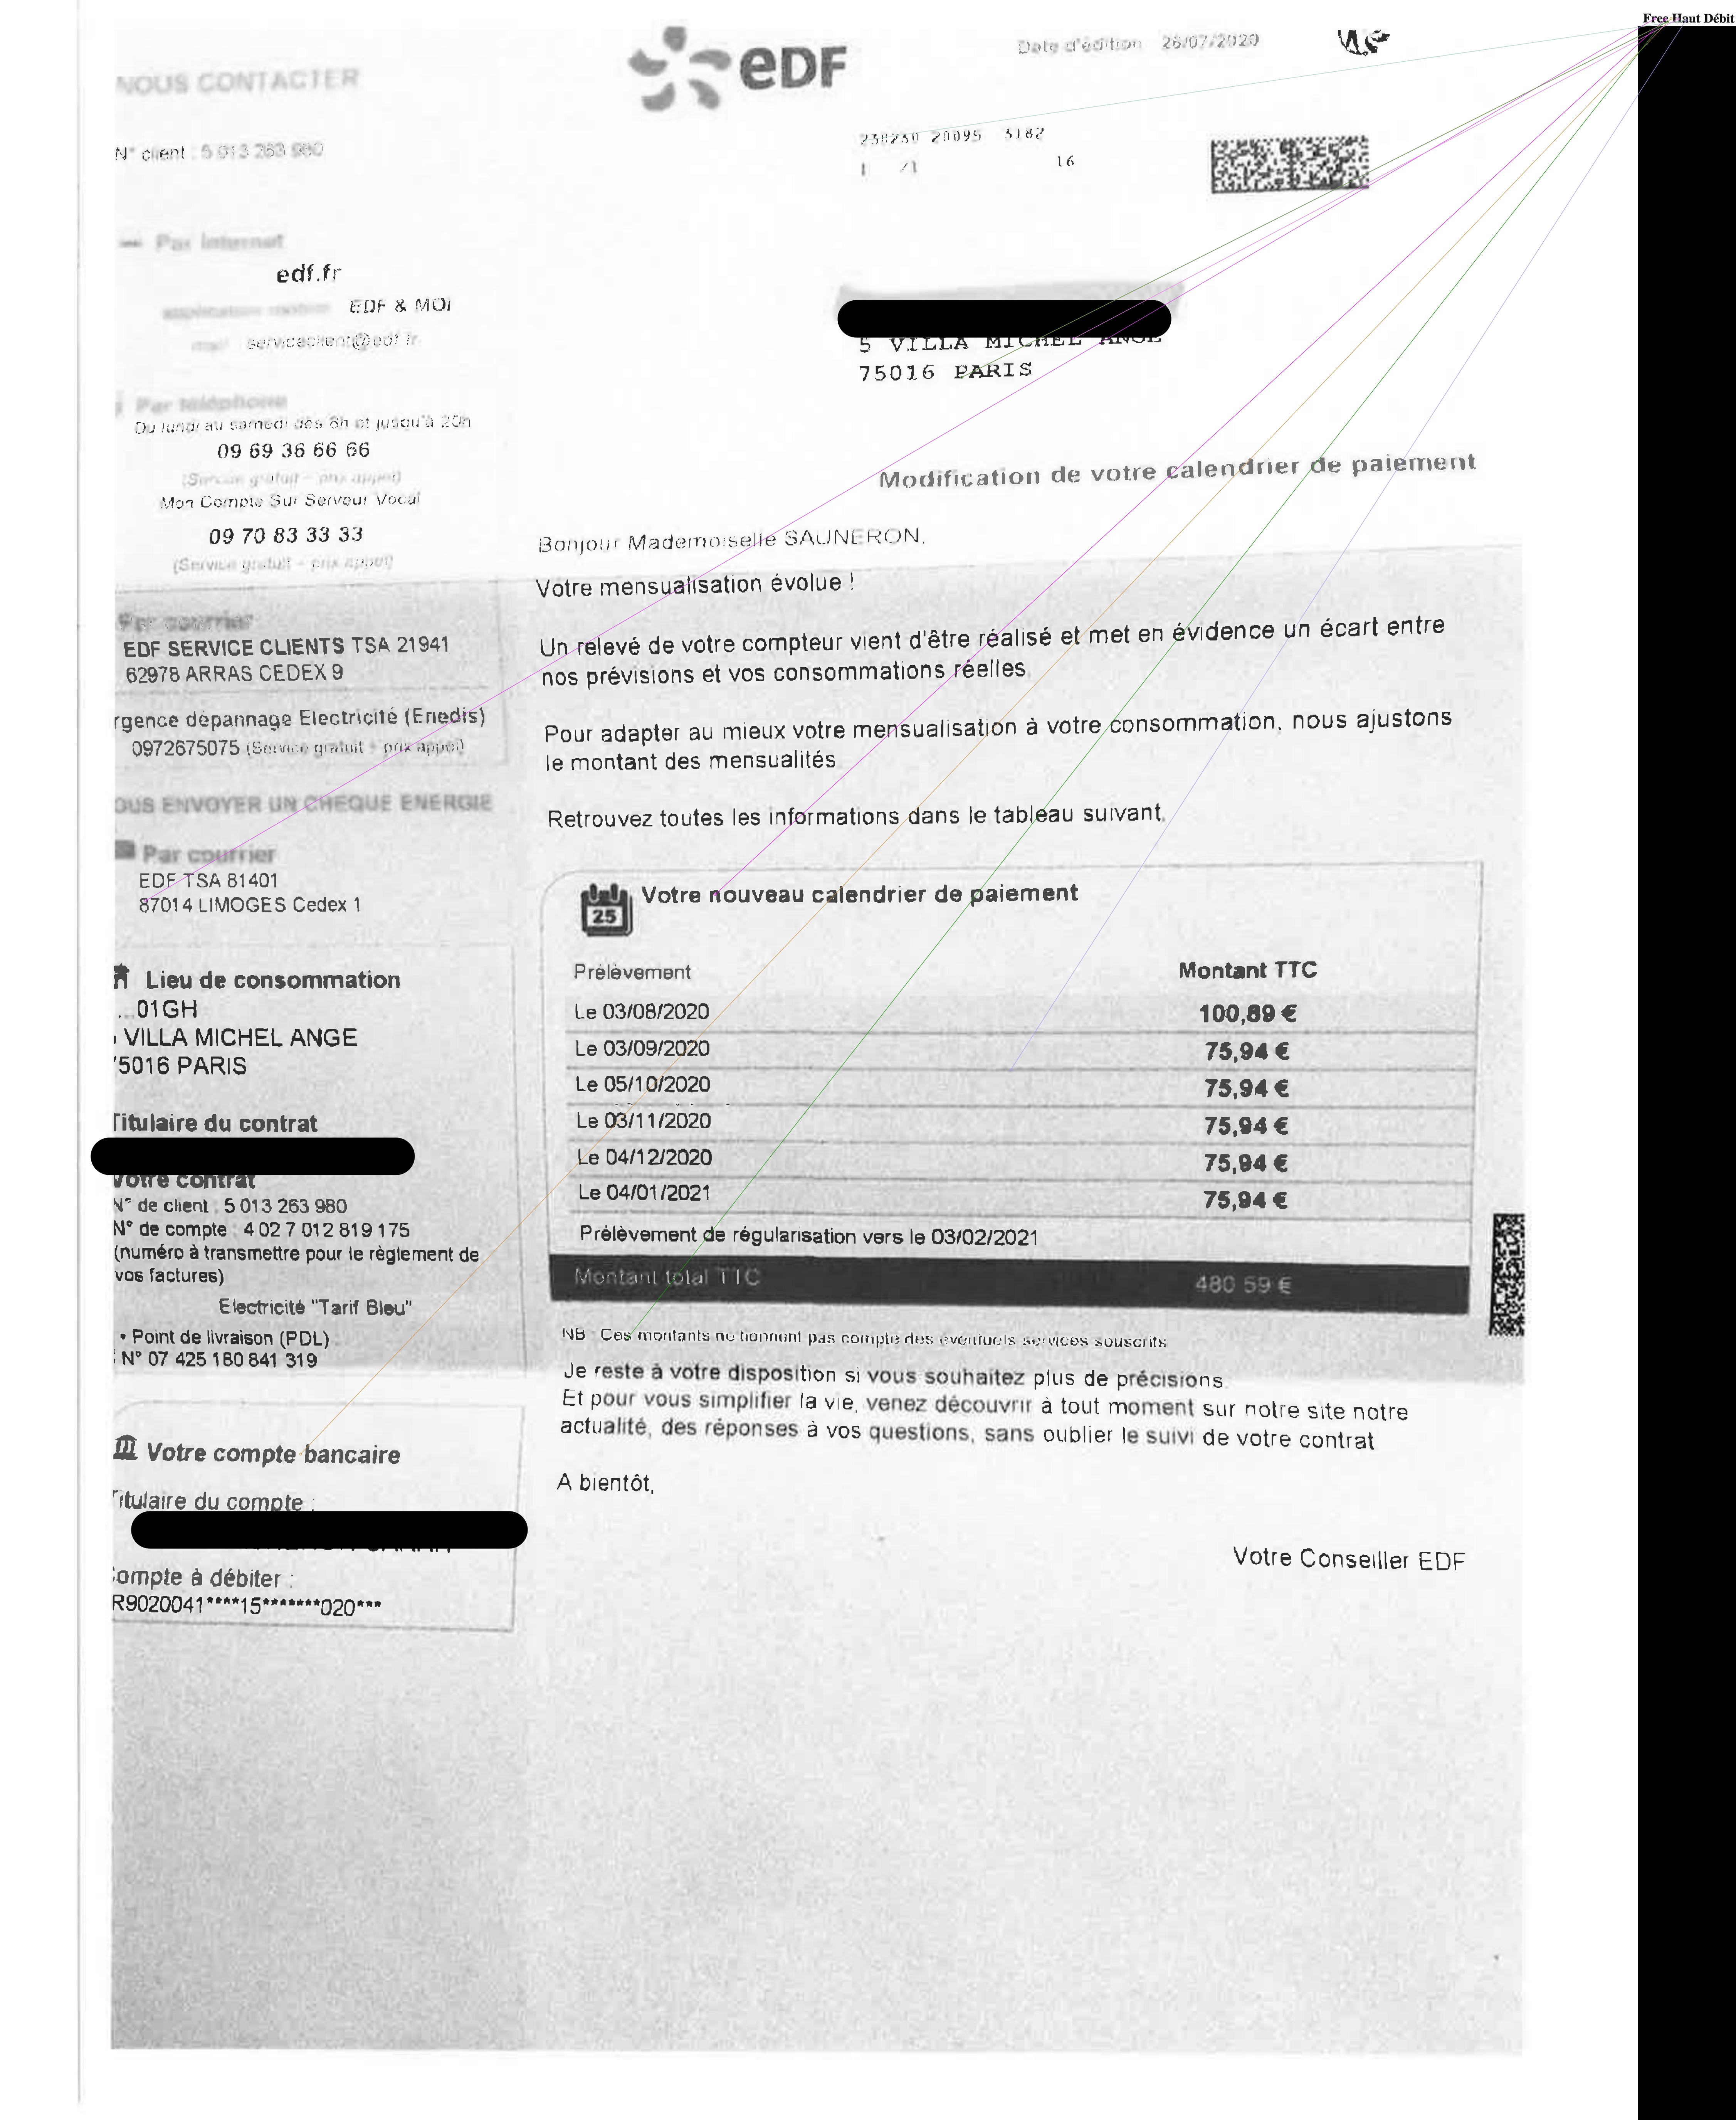 Free Haut Débit
eDF
Date d'édition 26/07/2020
NOUS CONTACTER
N° client : 5 013 263 980
230230 20095 3182
1 /1 16
Par Internet
edf.fr
application mobile EDF & MOI
mail serviceclient@edf.fr
5 VILLA MICHEL ANGE
75016 PARIS
Par téléphone
Du lundi au samedi dès 8h et jusqu'à 20h
09 69 36 66 66
(Service gratuit + prix appel)
Mon Compte Sur Serveur Vocal
09 70 83 33 33
(Service gratuit + prix appel)
Par courrier
EDF SERVICE CLIENTS TSA 21941
62978 ARRAS CEDEX 9
rgence dépannage Electricité (Enedis)
0972675075 (Service gratuit + prix appel)
OUS ENVOYER UN CHEQUE ENERGIE
Par courrier
EDF TSA 81401
87014 LIMOGES Cedex 1
Lieu de consommation
...01GH
VILLA MICHEL ANGE
5016 PARIS
Titulaire du contrat
Votre contrat
N° de client : 5 013 263 980
N° de compte : 4 02 7 012 819 175
(numéro à transmettre pour le règlement de
vos factures)
Electricité "Tarif Bleu"
• Point de livraison (PDL)
N° 07 425 180 841 319
Votre compte bancaire
Titulaire du compte :
ompte à débiter :
R9020041****15*******020***
Modification de votre calendrier de paiement
Bonjour Mademoiselle SAUNERON,
Votre mensualisation évolue !
Un relevé de votre compteur vient d'être réalisé et met en évidence un écart entre
nos prévisions et vos consommations réelles
Pour adapter au mieux votre mensualisation à votre consommation, nous ajustons
le montant des mensualités
Retrouvez toutes les informations dans le tableau suivant.
25
Votre nouveau calendrier de paiement
Prélèvement Montant TTC
Le 03/08/2020 100,89 €
Le 03/09/2020 75,94 €
Le 05/10/2020 75,94 €
Le 03/11/2020 75,94 €
Le 04/12/2020 75,94 €
Le 04/01/2021 75,94 €
Prélèvement de régularisation vers le 03/02/2021
Montant total TTC 480 59 €
NB : Ces montants ne tiennent pas compte des éventuels services souscrits
Je reste à votre disposition si vous souhaitez plus de précisions.
Et pour vous simplifier la vie, venez découvrir à tout moment sur notre site notre
actualité, des réponses à vos questions, sans oublier le suivi de votre contrat
A bientôt,
Votre Conseiller EDF